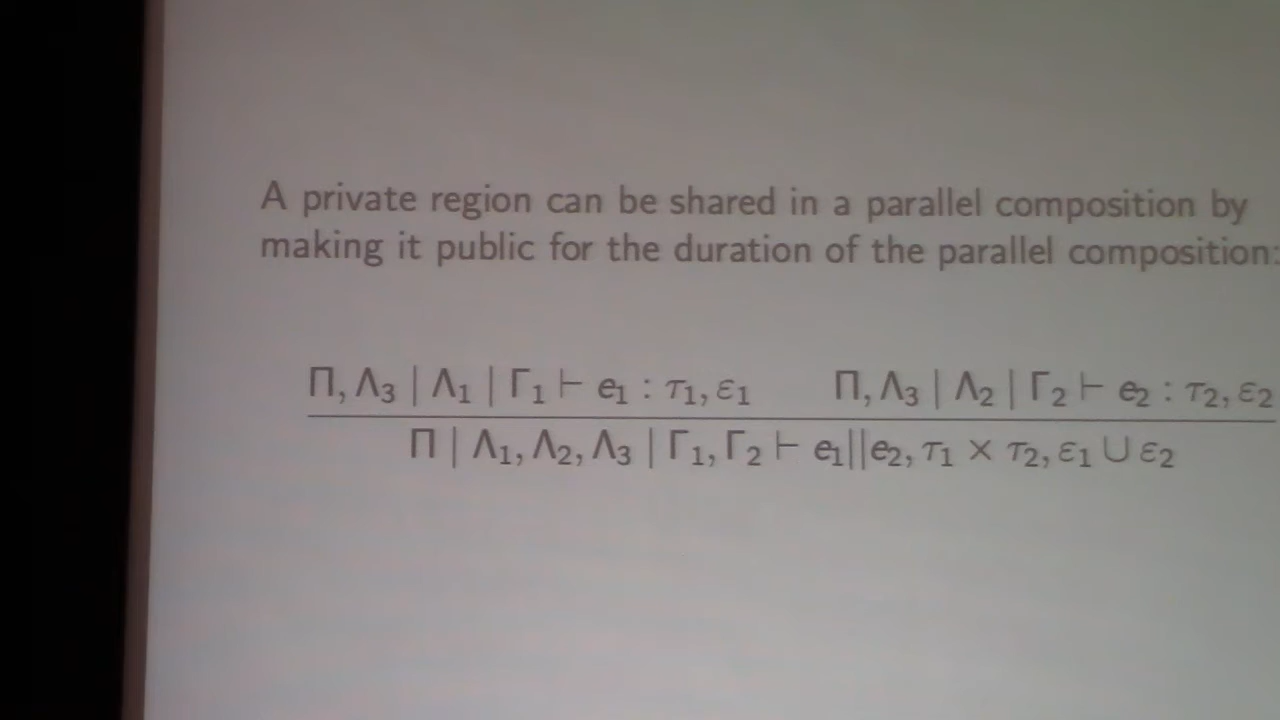 A private region can be shared in a parallel composition by
making it public for the duration of the parallel composition:
Π, Λ₃ | Λ₁ | Γ₁ ⊢ e₁ : τ₁, ε₁    Π, Λ₃ | Λ₂ | Γ₂ ⊢ e₂ : τ₂, ε₂
Π | Λ₁, Λ₂, Λ₃ | Γ₁, Γ₂ ⊢ e₁||e₂, τ₁ × τ₂, ε₁ ∪ ε₂